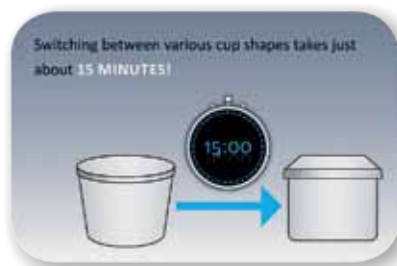 Switching between various cup shapes takes just
about 15 MINUTES!
15:00